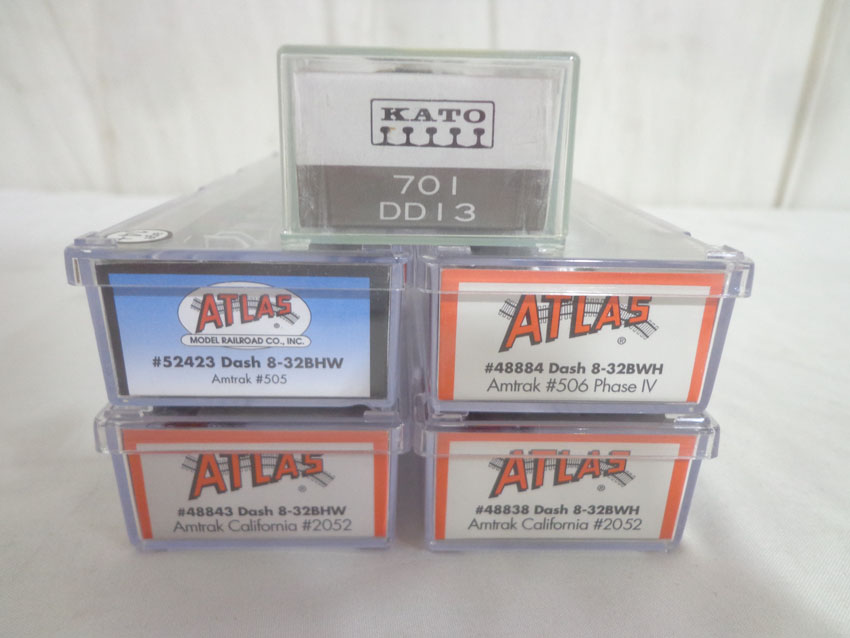 KATO
701
DD13
ATLAS
®
MODEL RAILROAD CO., INC.
#52423 Dash 8-32BHW
Amtrak #505
ATLAS
®
#48884 Dash 8-32BWH
Amtrak #506 Phase IV
ATLAS
®
#48843 Dash 8-32BHW
Amtrak California #2052
ATLAS
®
#48838 Dash 8-32BWH
Amtrak California #2052